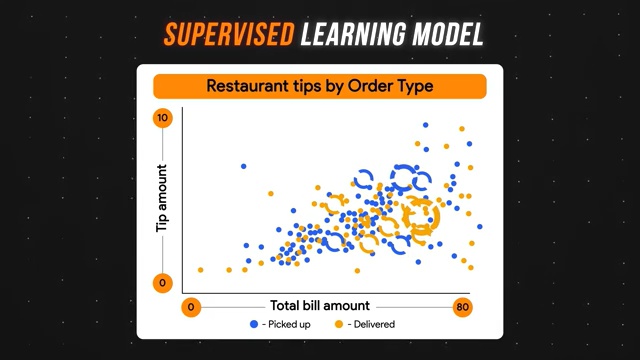 SUPERVISED LEARNING MODEL
Restaurant tips by Order Type
10
Tip amount
0
0
Total bill amount
80
- Picked up
- Delivered